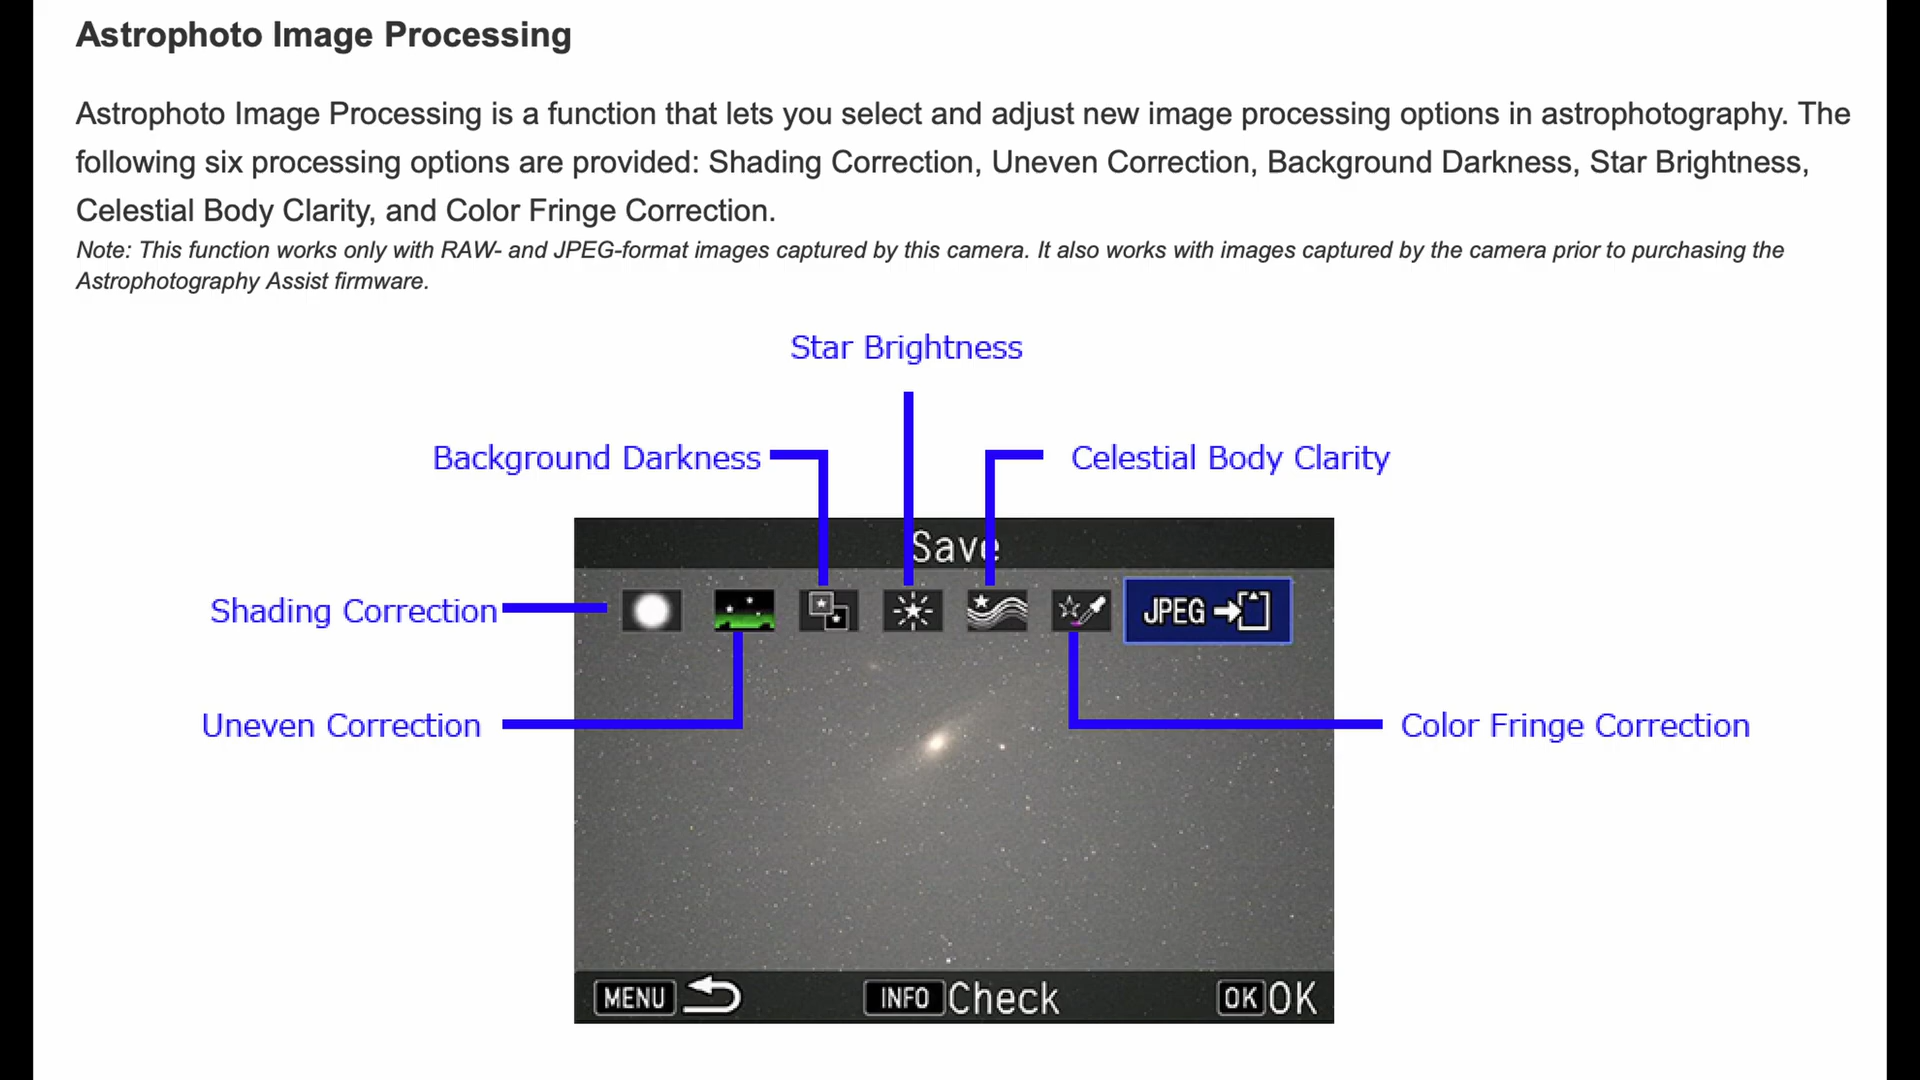 Astrophoto Image Processing
Astrophoto Image Processing is a function that lets you select and adjust new image processing options in astrophotography. The
following six processing options are provided: Shading Correction, Uneven Correction, Background Darkness, Star Brightness,
Celestial Body Clarity, and Color Fringe Correction.
Note: This function works only with RAW- and JPEG-format images captured by this camera. It also works with images captured by the camera prior to purchasing the
Astrophotography Assist firmware.
Star Brightness
Background Darkness
Celestial Body Clarity
Save
Shading Correction
JPEG
Uneven Correction
Color Fringe Correction
MENU
INFO Check
OK OK